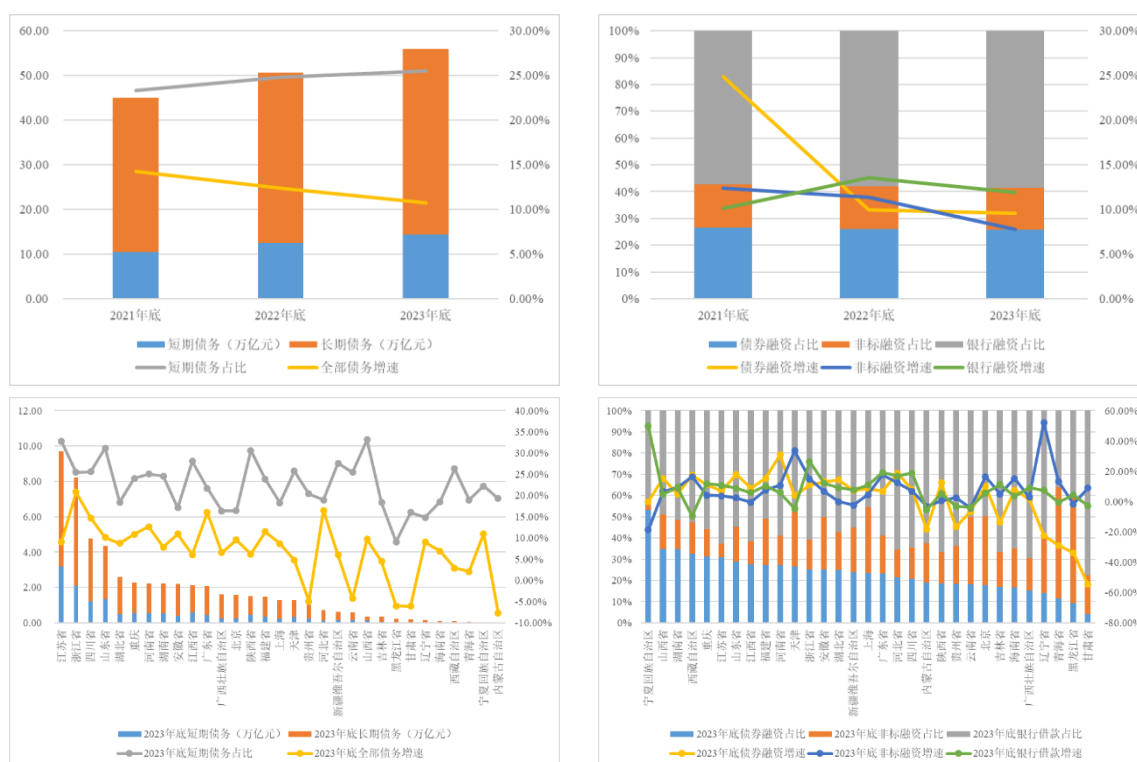 60.00
50.00
40.00
30.00
20.00
10.00
0.00
30.00%
25.00%
20.00%
15.00%
10.00%
5.00%
0.00%
2021年底
2022年底
2023年底
短期债务（万亿元）
长期债务（万亿元）
短期债务占比
全部债务增速
100%
90%
80%
70%
60%
50%
40%
30%
20%
10%
0%
30.00%
25.00%
20.00%
15.00%
10.00%
5.00%
0.00%
2021年底
2022年底
2023年底
债券融资占比
非标融资占比
银行融资占比
债券融资增速
非标融资增速
银行融资增速
12.00
10.00
8.00
6.00
4.00
2.00
0.00
40.00%
35.00%
30.00%
25.00%
20.00%
15.00%
10.00%
5.00%
0.00%
-5.00%
-10.00%
江苏省
浙江省
四川省
山东省
湖北省
重庆
河南省
湖南省
安徽省
江西省
广东省
广西壮族自治区
北京
陕西省
福建省
上海
天津
贵州省
河北省
新疆维吾尔自治区
云南省
山西省
吉林省
黑龙江省
甘肃省
辽宁省
海南省
西藏自治区
青海省
宁夏回族自治区
内蒙古自治区
2023年底短期债务（万亿元）
2023年底长期债务（万亿元）
2023年底短期债务占比
2023年底全部债务增速
100%
90%
80%
70%
60%
50%
40%
30%
20%
10%
0%
60.00%
40.00%
20.00%
0.00%
-20.00%
-40.00%
-60.00%
-80.00%
宁夏回族自治区
山西省
湖南省
西藏自治区
重庆
江苏省
山东省
江西省
福建省
河南省
天津
浙江省
安徽省
湖北省
新疆维吾尔自治区
上海
广东省
河北省
四川省
内蒙古自治区
陕西省
贵州省
云南省
北京
吉林省
海南省
广西壮族自治区
辽宁省
青海省
黑龙江省
甘肃省
2023年底债券融资占比
2023年底非标融资占比
2023年底银行借款占比
2023年底债券融资增速
2023年底非标融资增速
2023年底银行借款增速